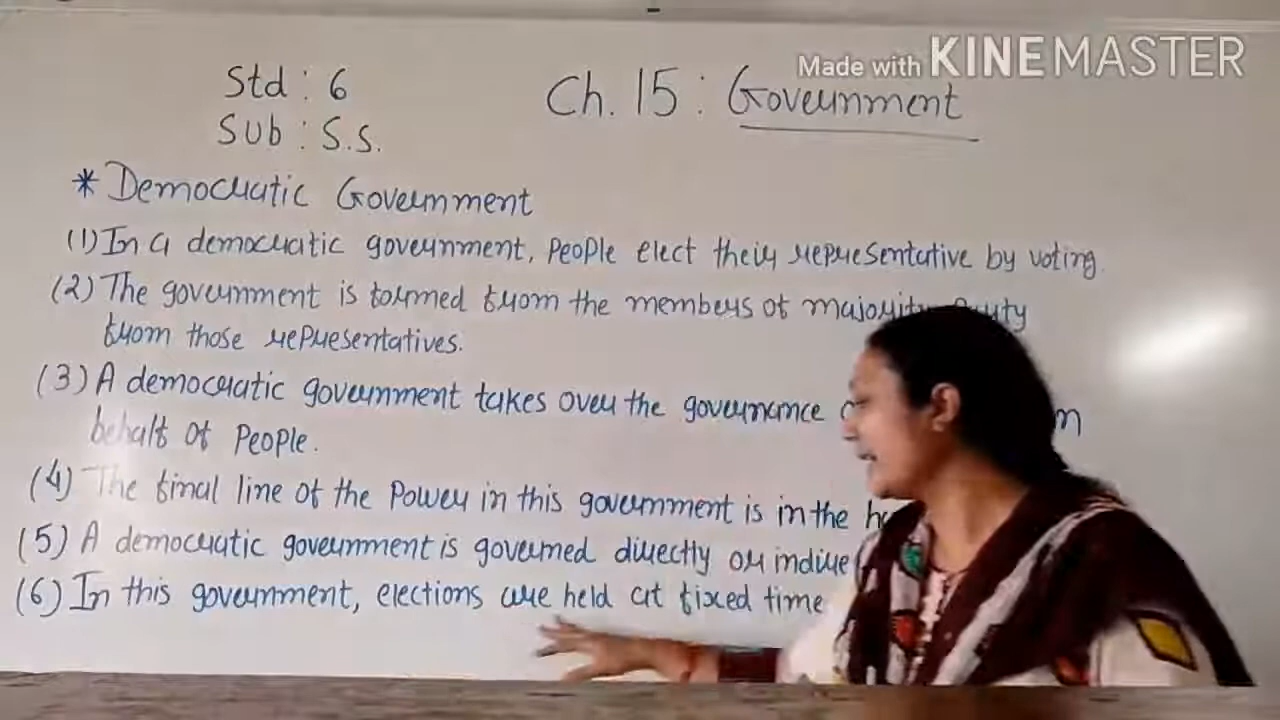 Made with KINEMASTER
Std : 6
Ch. 15 : Government
Sub : S.S.
* Democratic Government
(1) In a democratic government, People elect their representative by voting.
(2) The government is formed from the members of majority
from those representatives.
(3) A democratic government takes over the governance
behalf of People.
(4) The final line of the Power in this government is in the
(5) A democratic government is governed directly or
(6) In this government, elections are held at fixed time